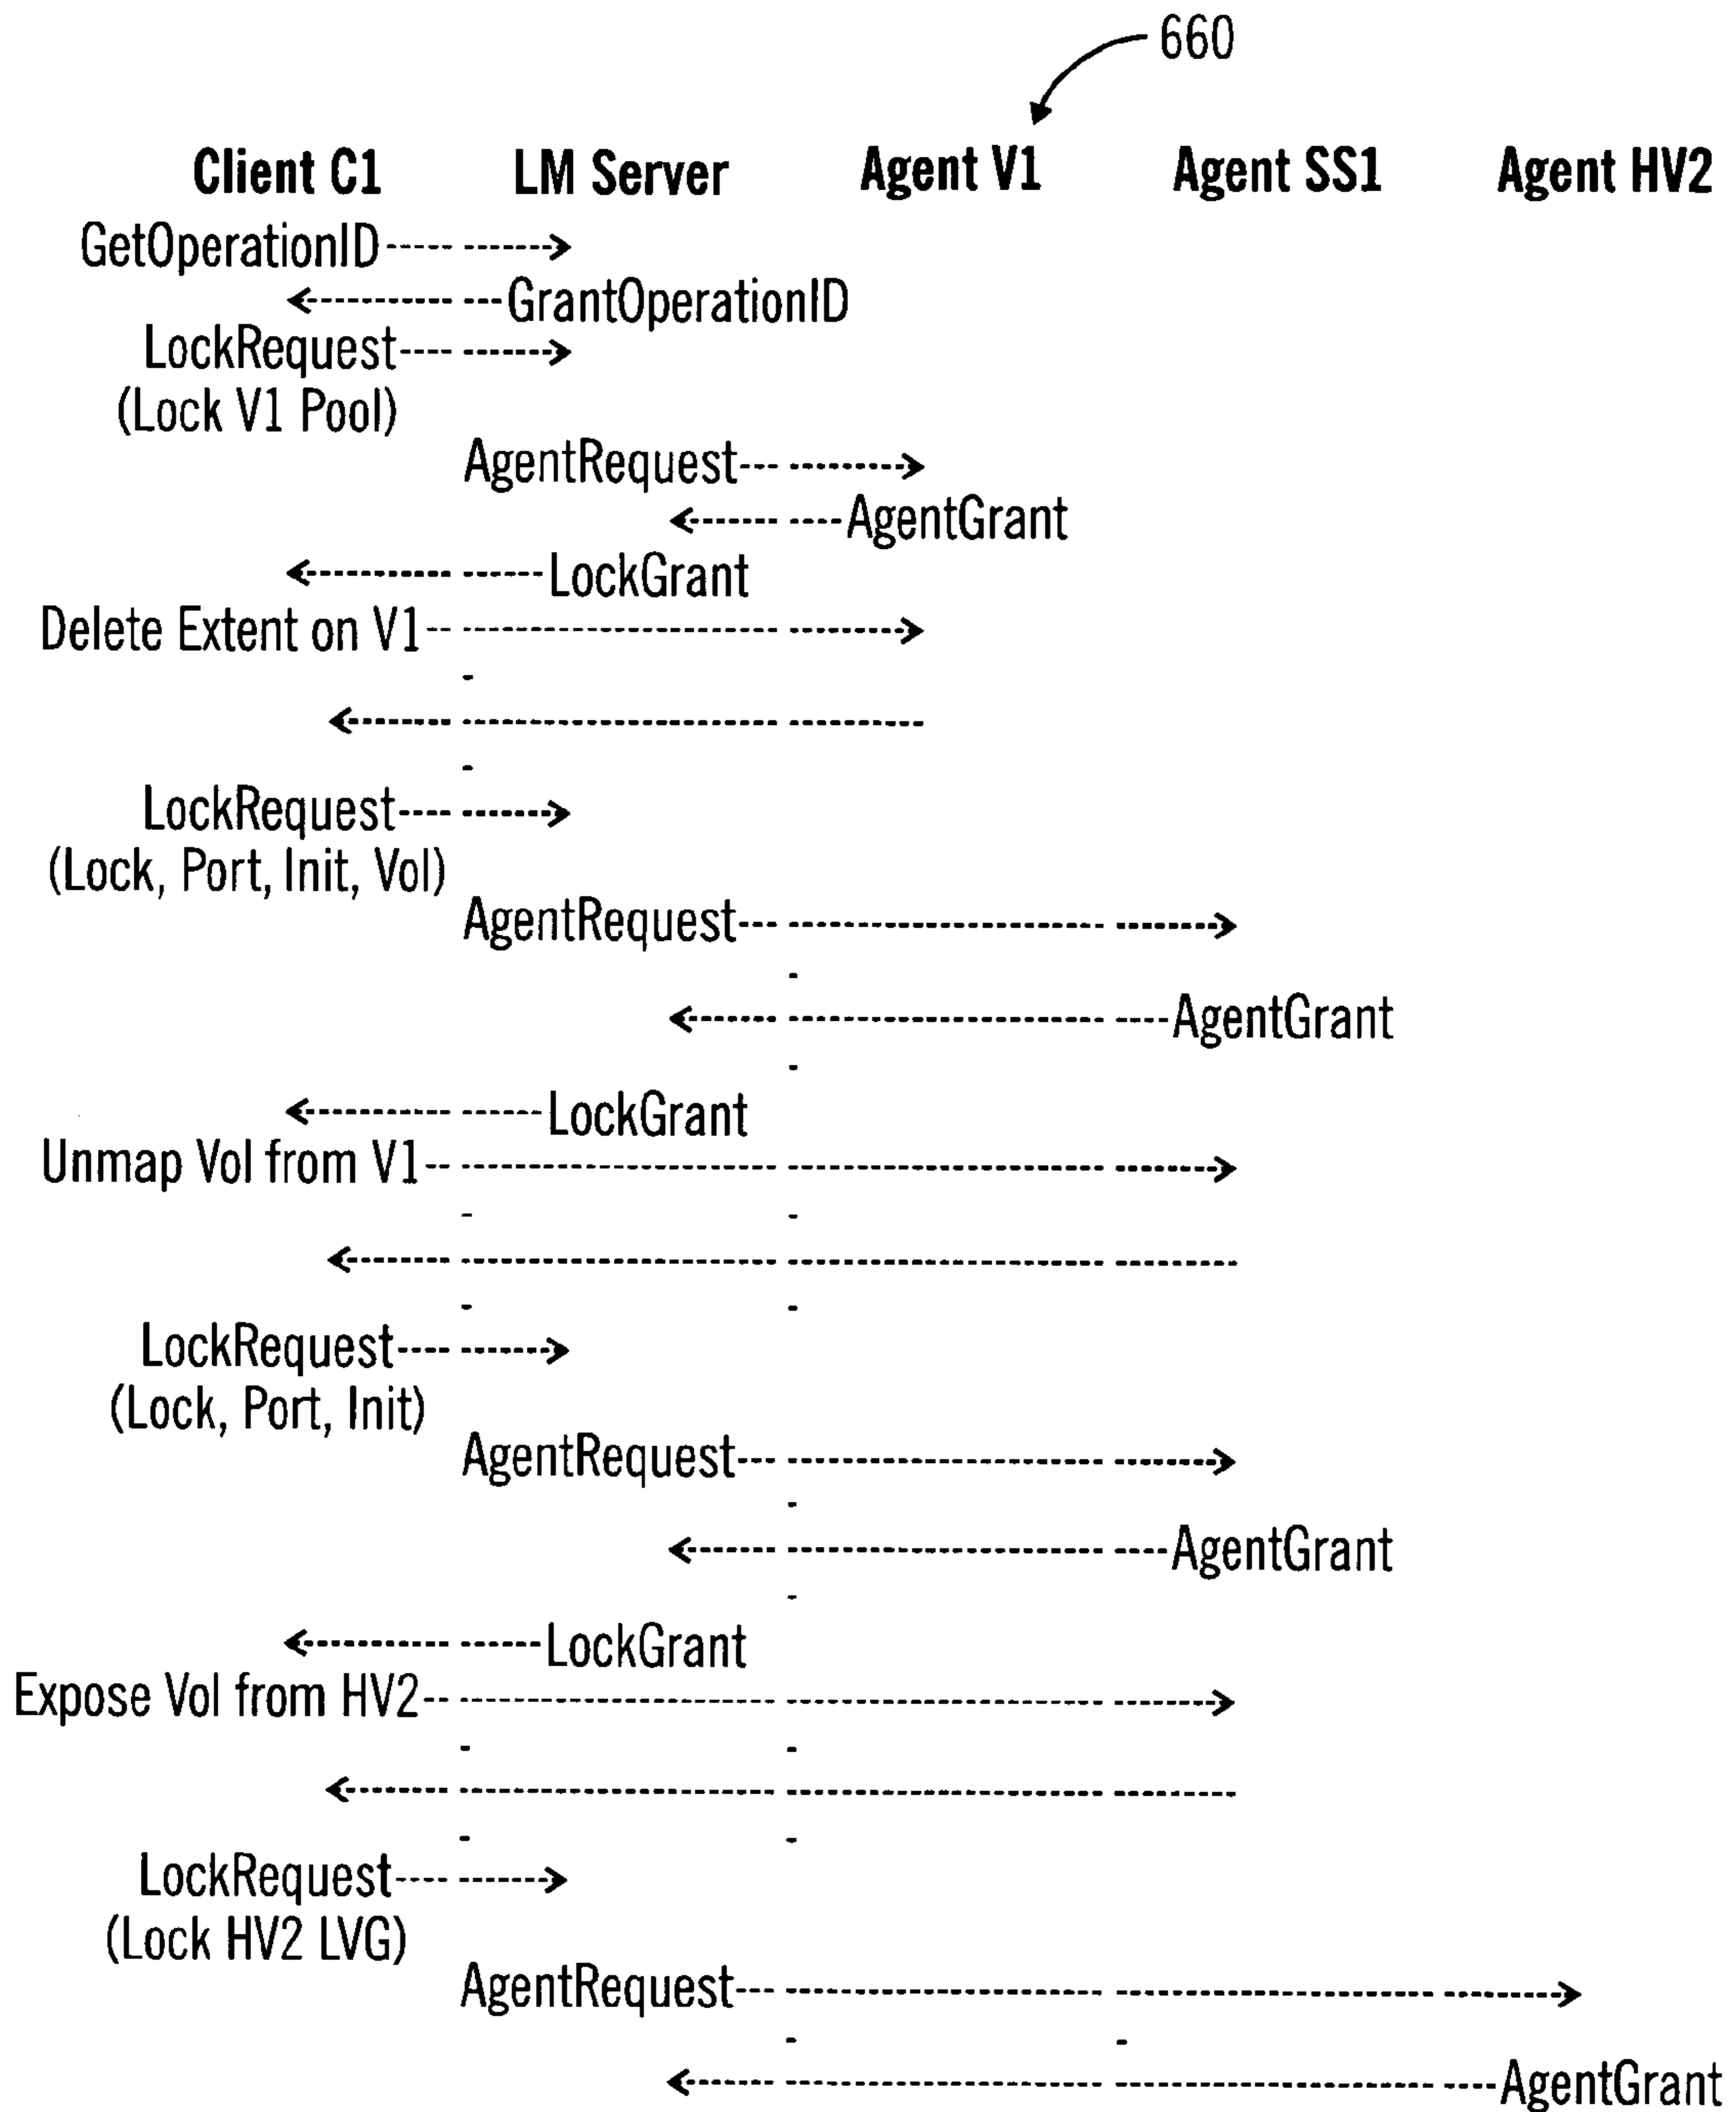 660
Client C1 LM Server Agent V1 Agent SS1 Agent HV2
GetOperationID
GrantOperationID
LockRequest
(Lock V1 Pool)
AgentRequest
AgentGrant
LockGrant
Delete Extent on V1
LockRequest
(Lock, Port, Init, Vol)
AgentRequest
AgentGrant
LockGrant
Unmap Vol from V1
LockRequest
(Lock, Port, Init)
AgentRequest
AgentGrant
LockGrant
Expose Vol from HV2
LockRequest
(Lock HV2 LVG)
AgentRequest
AgentGrant